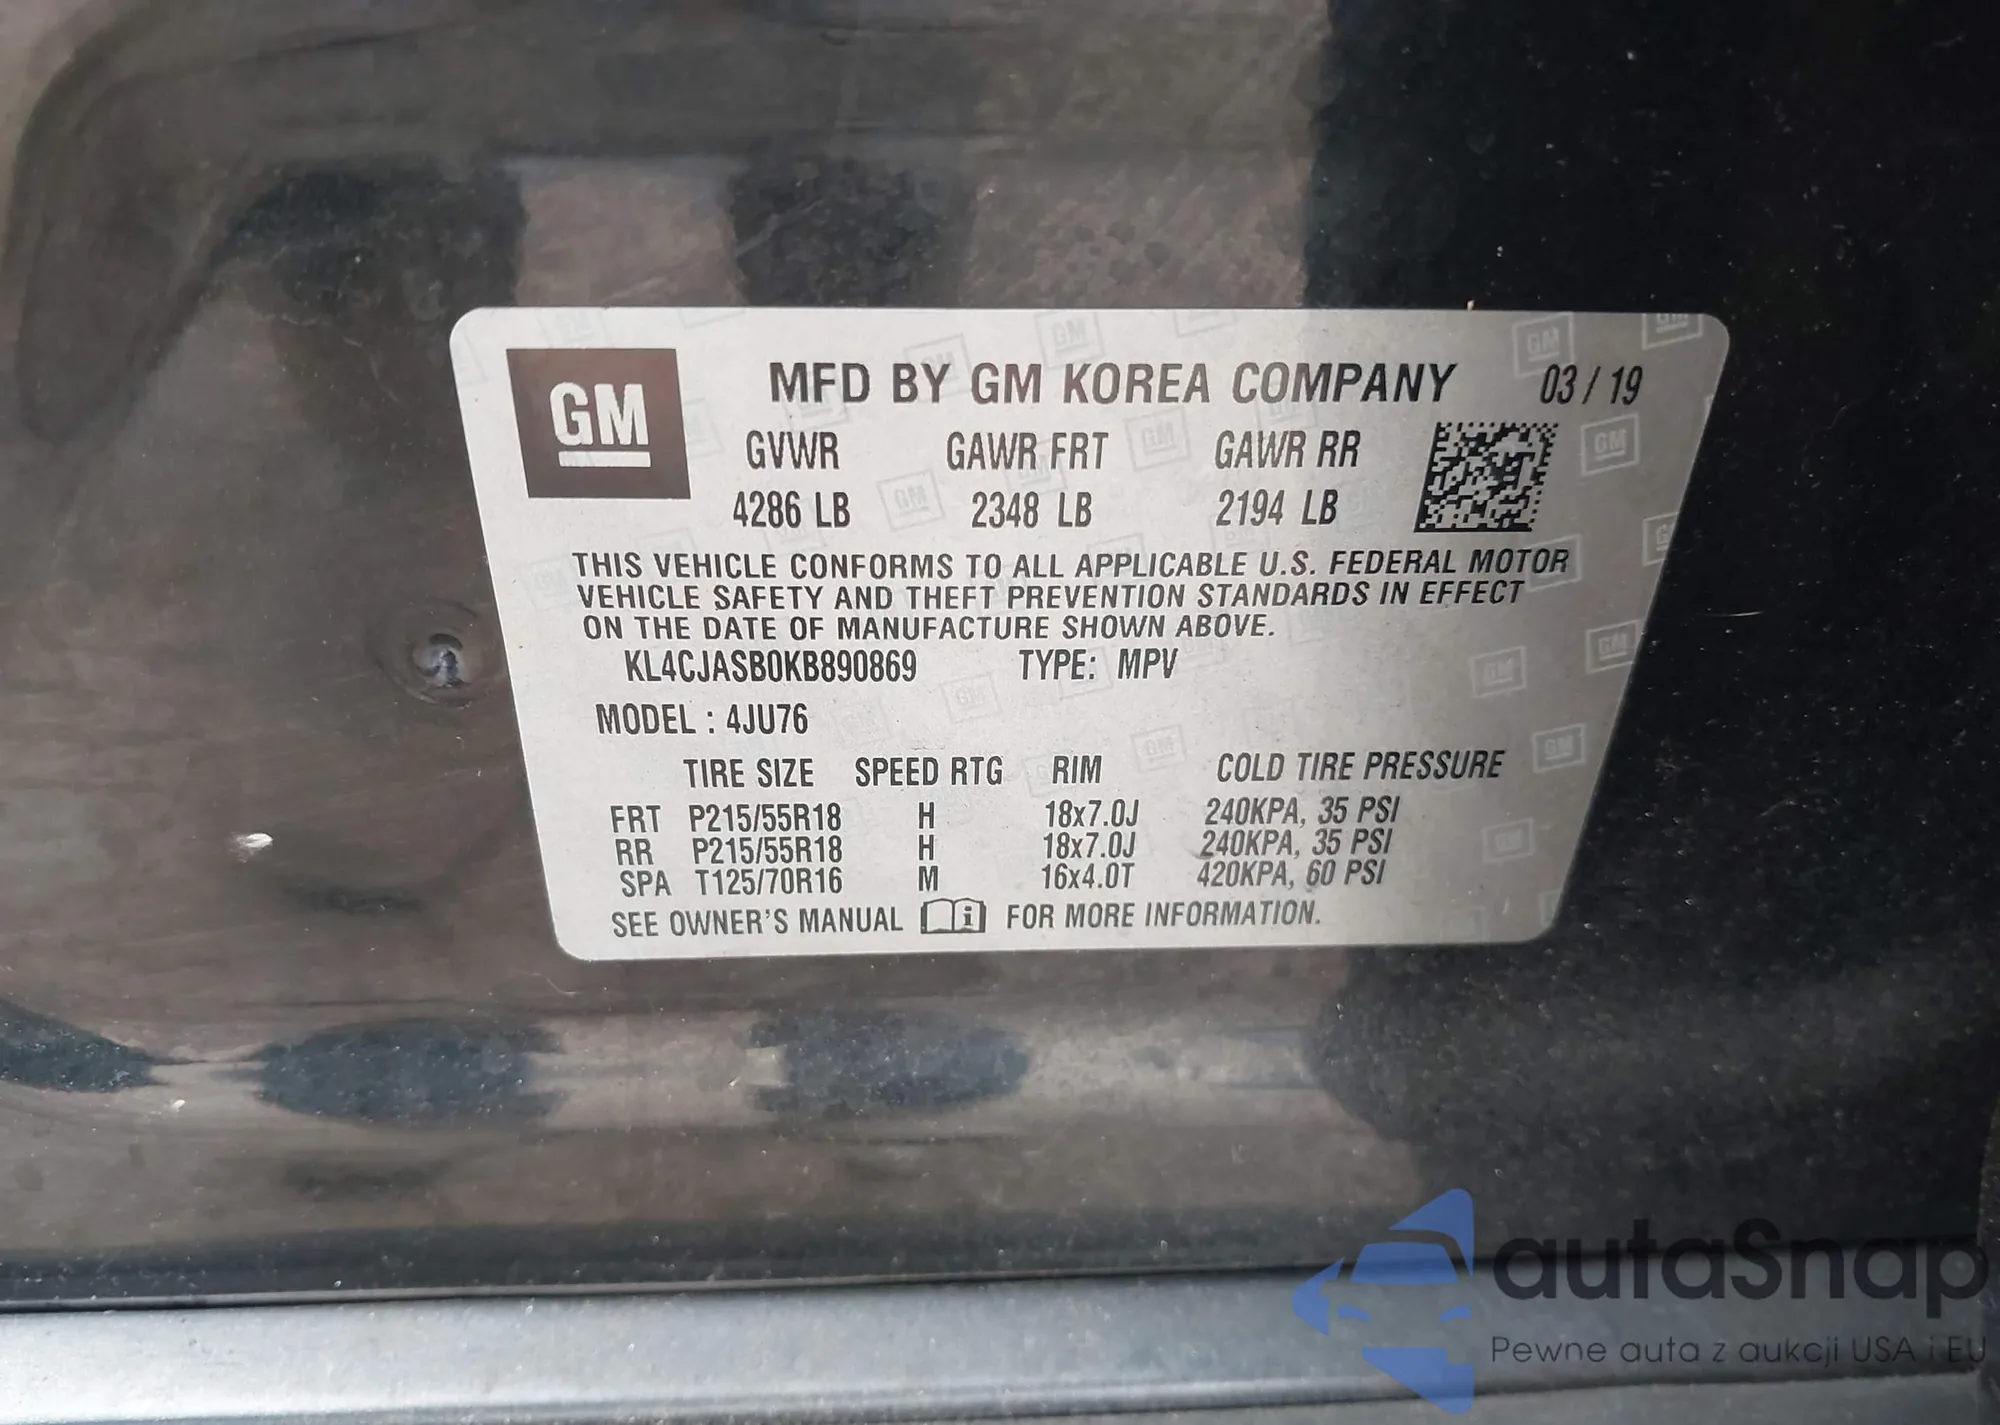 GM
MFD BY GM KOREA COMPANY 03 / 19
GVWR GAWR FRT GAWR RR
4286 LB 2348 LB 2194 LB
THIS VEHICLE CONFORMS TO ALL APPLICABLE U.S. FEDERAL MOTOR
VEHICLE SAFETY AND THEFT PREVENTION STANDARDS IN EFFECT
ON THE DATE OF MANUFACTURE SHOWN ABOVE.
KL4CJASB0KB890869 TYPE: MPV
MODEL : 4JU76
TIRE SIZE SPEED RTG RIM COLD TIRE PRESSURE
FRT P215/55R18 H 18x7.0J 240KPA, 35 PSI
RR P215/55R18 H 18x7.0J 240KPA, 35 PSI
SPA T125/70R16 M 16x4.0T 420KPA, 60 PSI
SEE OWNER'S MANUAL i FOR MORE INFORMATION.
autaSnap
Pewne auta z aukcji USA i EU